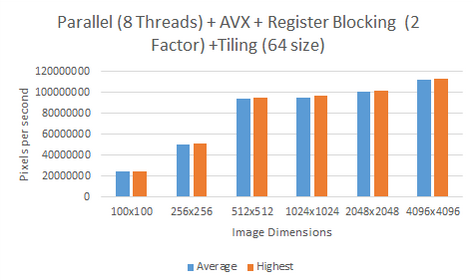 Parallel (8 Threads) + AVX + Register Blocking (2
Factor) +Tiling (64 size)
120000000
100000000
80000000
60000000
40000000
20000000
0
Pixels per second
100x100 256x256 512x512 1024x1024 2048x2048 4096x4096
Image Dimensions
Average Highest